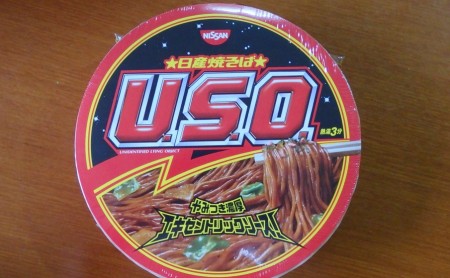 NISSAN
★日産焼そば★
U.S.O.
熱湯3分
やみつき濃厚
エキセントリックソース!